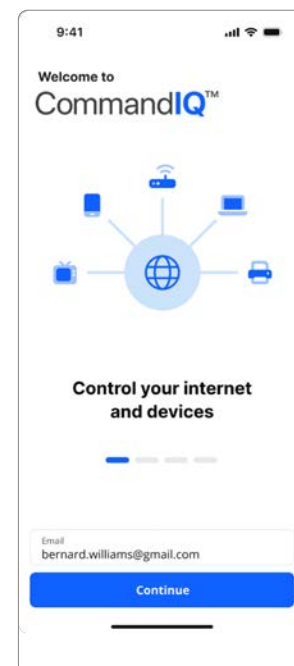 9:41
Welcome to
CommandIQ™
Control your internet
and devices
Email
bernard.williams@gmail.com
Continue